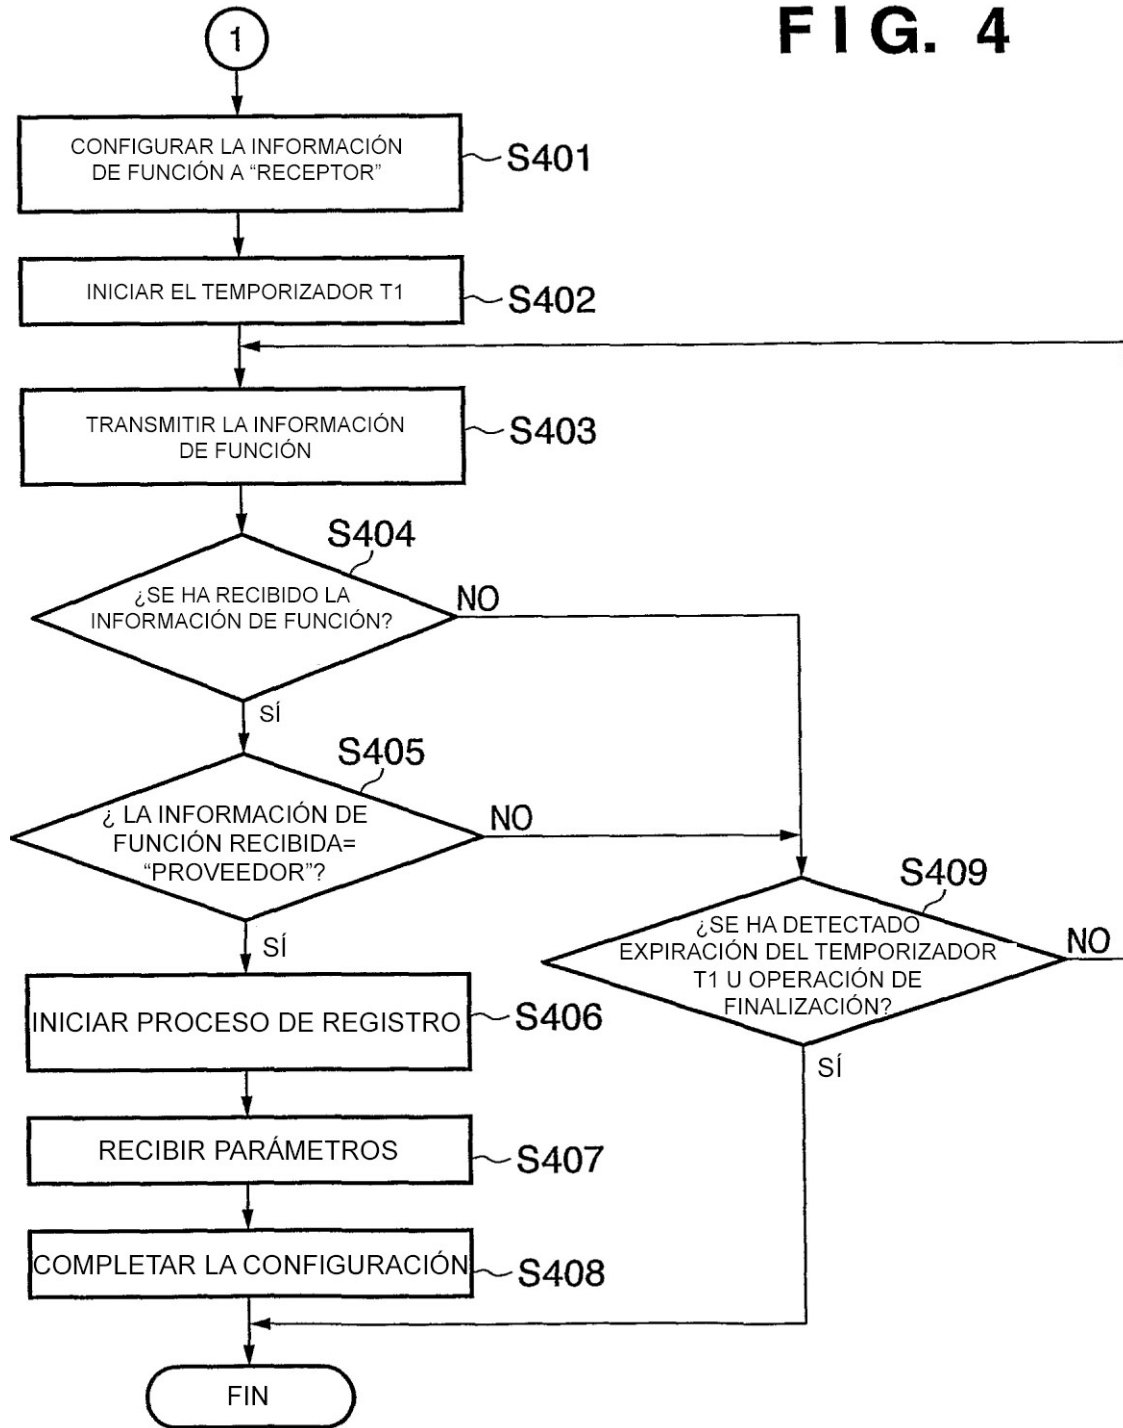 FIG. 4
1
CONFIGURAR LA INFORMACIÓN
DE FUNCIÓN A “RECEPTOR”
S401
INICIAR EL TEMPORIZADOR T1
S402
TRANSMITIR LA INFORMACIÓN
DE FUNCIÓN
S403
S404
¿SE HA RECIBIDO LA
INFORMACIÓN DE FUNCIÓN?
NO
SÍ
S405
¿ LA INFORMACIÓN DE
FUNCIÓN RECIBIDA=
“PROVEEDOR”?
NO
SÍ
S409
¿SE HA DETECTADO
EXPIRACIÓN DEL TEMPORIZADOR
T1 U OPERACIÓN DE
FINALIZACIÓN?
NO
SÍ
INICIAR PROCESO DE REGISTRO
S406
RECIBIR PARÁMETROS
S407
COMPLETAR LA CONFIGURACIÓN
S408
FIN